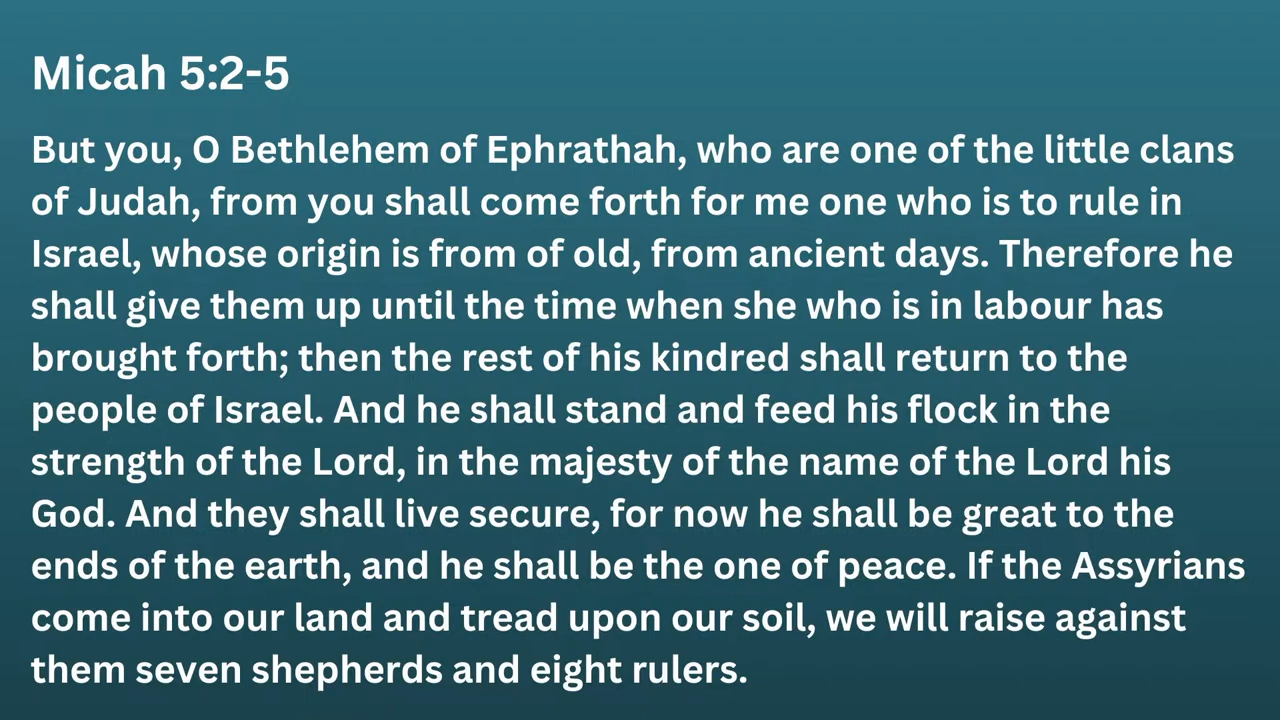 Micah 5:2-5
But you, O Bethlehem of Ephrathah, who are one of the little clans
of Judah, from you shall come forth for me one who is to rule in
Israel, whose origin is from of old, from ancient days. Therefore he
shall give them up until the time when she who is in labour has
brought forth; then the rest of his kindred shall return to the
people of Israel. And he shall stand and feed his flock in the
strength of the Lord, in the majesty of the name of the Lord his
God. And they shall live secure, for now he shall be great to the
ends of the earth, and he shall be the one of peace. If the Assyrians
come into our land and tread upon our soil, we will raise against
them seven shepherds and eight rulers.